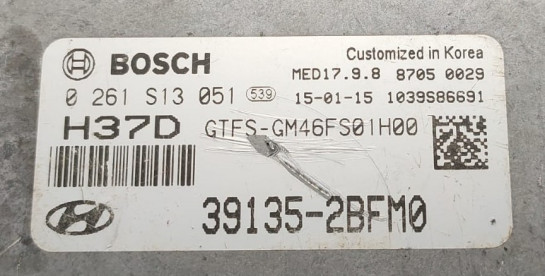 BOSCH Customized in Korea
MED17.9.8 8705 0029
0 261 S13 051 539 15-01-15 1039S86691
H37D GTFS-GM46FS01H00
39135-2BFM0